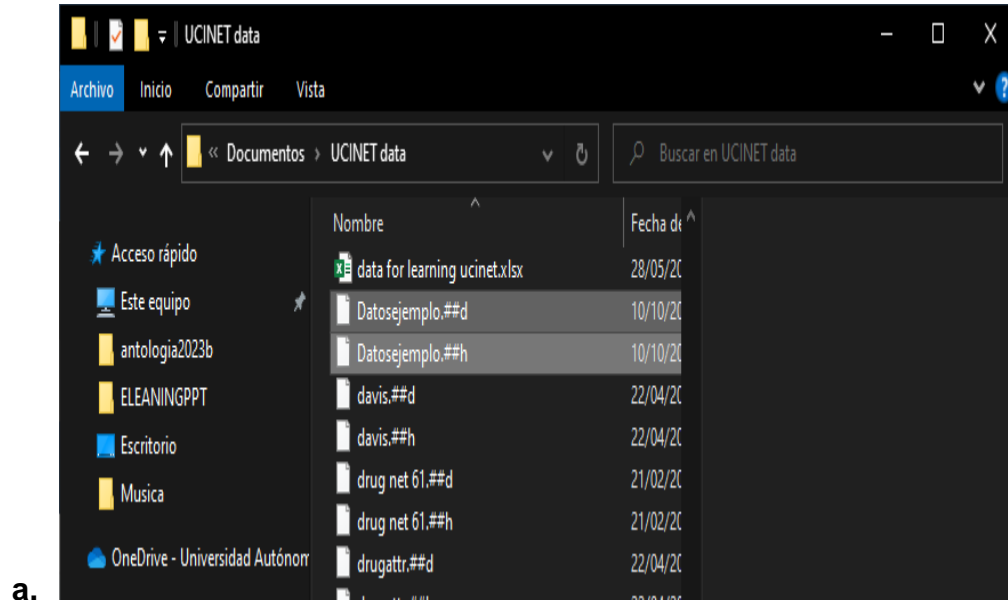 UCINET data
Archivo Inicio Compartir Vista
« Documentos > UCINET data
Buscar en UCINET data
Nombre Fecha de
Acceso rápido
Este equipo
antologia2023b
ELEANINGPPT
Escritorio
Musica
OneDrive - Universidad Autónom
data for learning ucinet.xlsx 28/05/20
Datosejemplo.##d 10/10/20
Datosejemplo.##h 10/10/20
davis.##d 22/04/20
davis.##h 22/04/20
drug net 61.##d 21/02/20
drug net 61.##h 21/02/20
drugattr.##d 22/04/20
a.